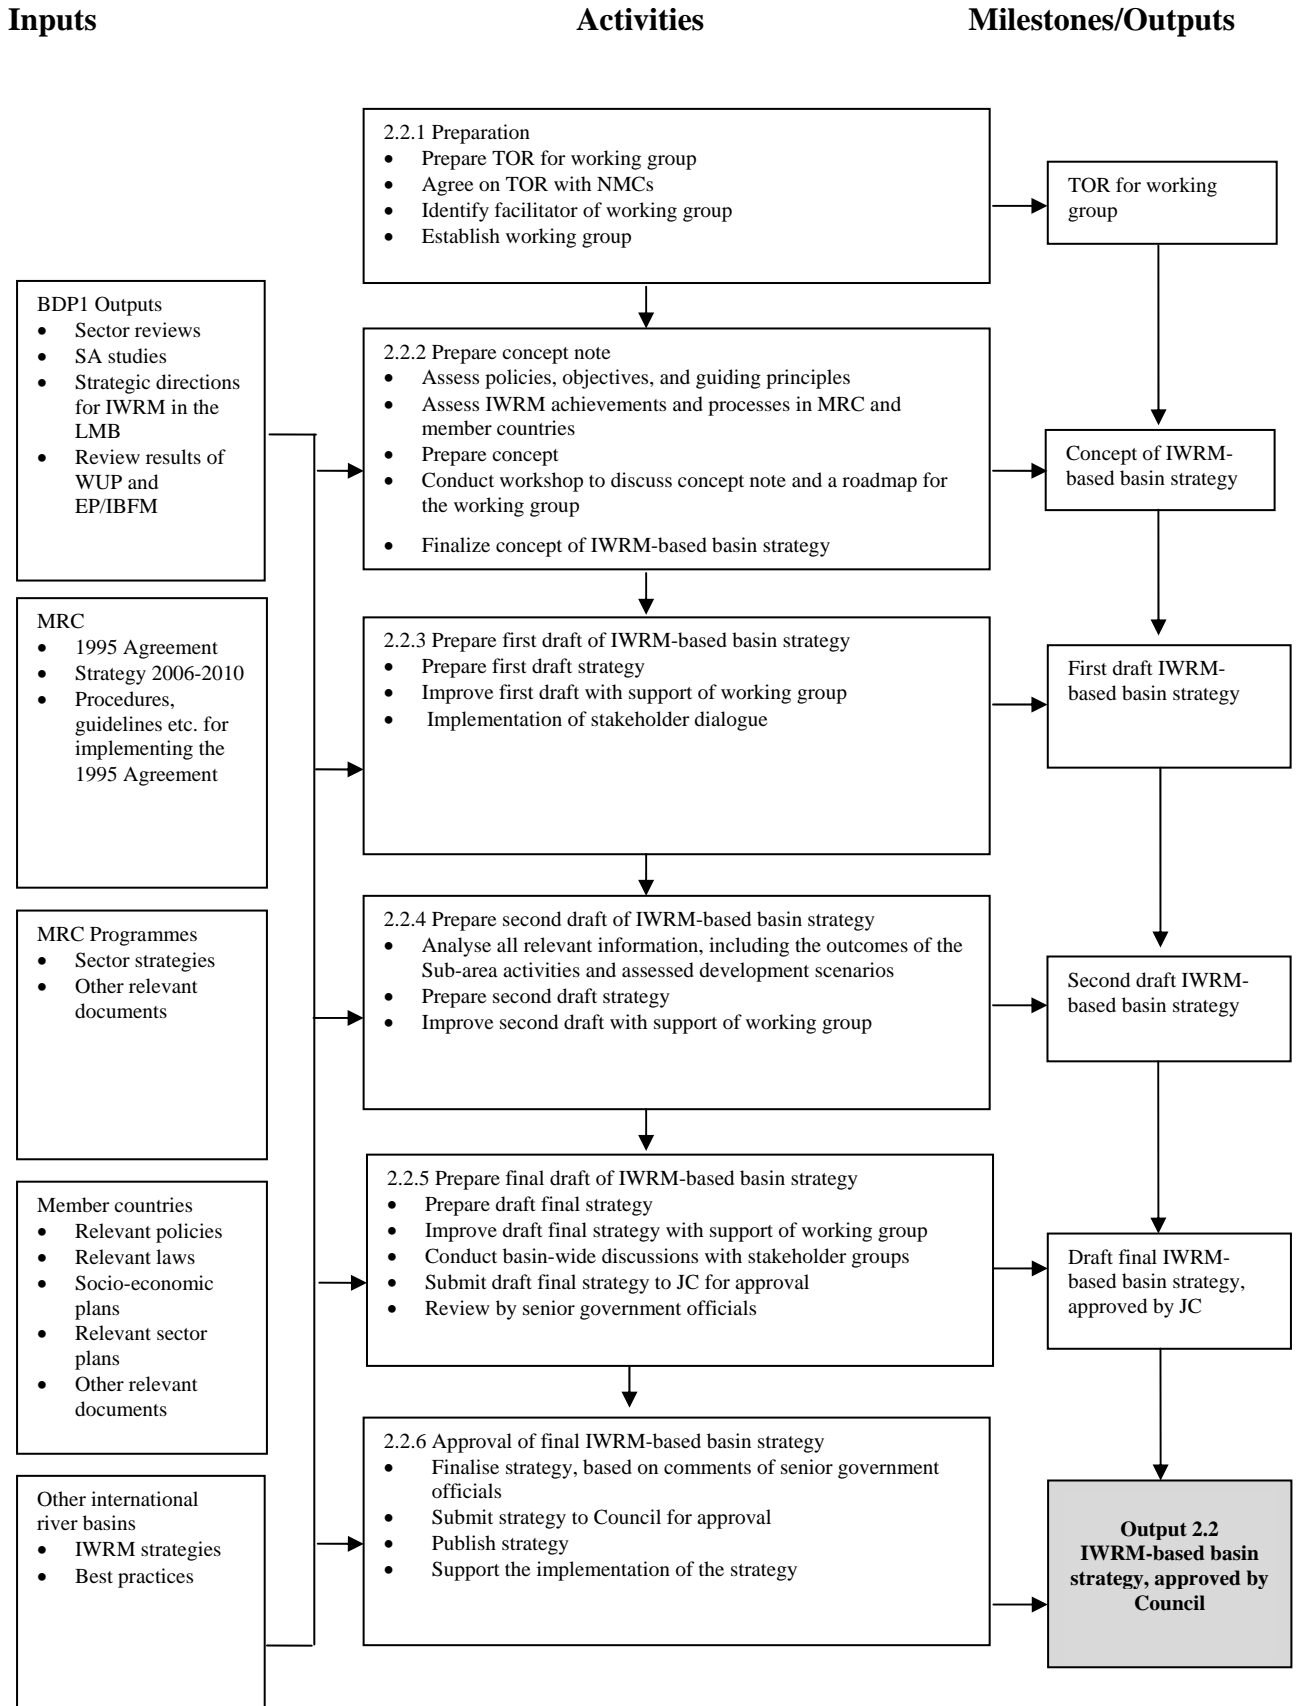 Inputs
Activities
Milestones/Outputs
2.2.1 Preparation
• Prepare TOR for working group
• Agree on TOR with NMCs
• Identify facilitator of working group
• Establish working group
TOR for working
group
BDP1 Outputs
• Sector reviews
• SA studies
• Strategic directions
for IWRM in the
LMB
• Review results of
WUP and
EP/IBFM
2.2.2 Prepare concept note
• Assess policies, objectives, and guiding principles
• Assess IWRM achievements and processes in MRC and
member countries
• Prepare concept
• Conduct workshop to discuss concept note and a roadmap for
the working group
• Finalize concept of IWRM-based basin strategy
Concept of IWRM-
based basin strategy
MRC
• 1995 Agreement
• Strategy 2006-2010
• Procedures,
guidelines etc. for
implementing the
1995 Agreement
2.2.3 Prepare first draft of IWRM-based basin strategy
• Prepare first draft strategy
• Improve first draft with support of working group
• Implementation of stakeholder dialogue
First draft IWRM-
based basin strategy
MRC Programmes
• Sector strategies
• Other relevant
documents
2.2.4 Prepare second draft of IWRM-based basin strategy
• Analyse all relevant information, including the outcomes of the
Sub-area activities and assessed development scenarios
• Prepare second draft strategy
• Improve second draft with support of working group
Second draft IWRM-
based basin strategy
Member countries
• Relevant policies
• Relevant laws
• Socio-economic
plans
• Relevant sector
plans
• Other relevant
documents
2.2.5 Prepare final draft of IWRM-based basin strategy
• Prepare draft final strategy
• Improve draft final strategy with support of working group
• Conduct basin-wide discussions with stakeholder groups
• Submit draft final strategy to JC for approval
• Review by senior government officials
Draft final IWRM-
based basin strategy,
approved by JC
Other international
river basins
• IWRM strategies
• Best practices
2.2.6 Approval of final IWRM-based basin strategy
• Finalise strategy, based on comments of senior government
officials
• Submit strategy to Council for approval
• Publish strategy
• Support the implementation of the strategy
Output 2.2
IWRM-based basin
strategy, approved by
Council